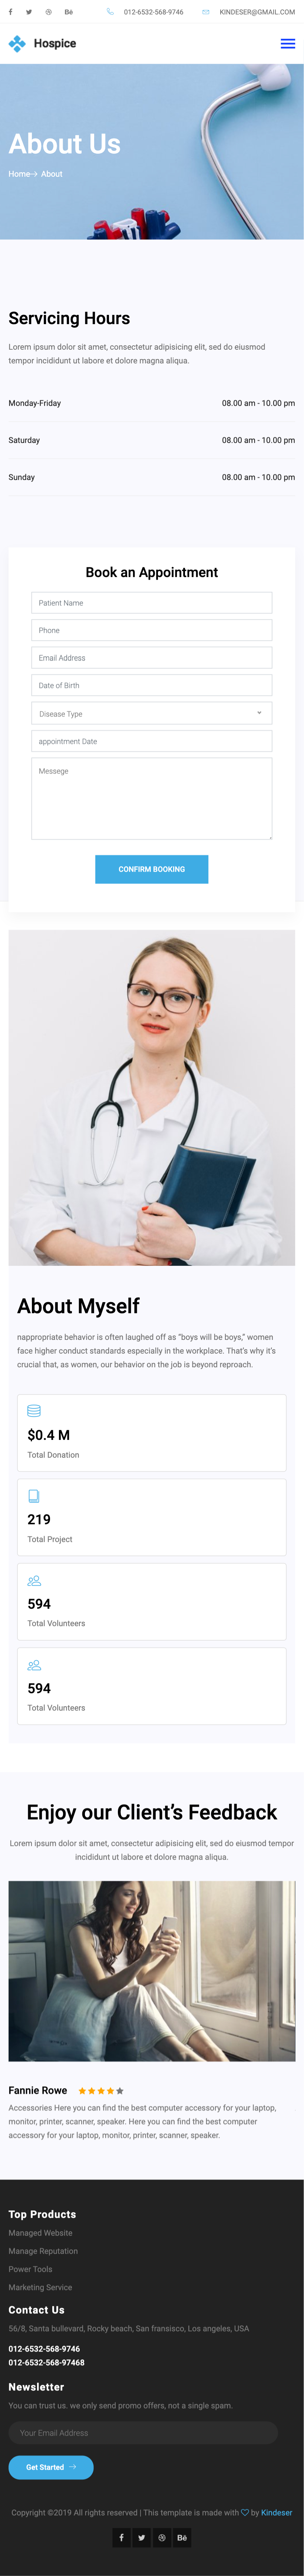 012-6532-568-9746 KINDESER@GMAIL.COM
Hospice
About Us
Home→ About
Servicing Hours
Lorem ipsum dolor sit amet, consectetur adipisicing elit, sed do eiusmod
tempor incididunt ut labore et dolore magna aliqua.
Monday-Friday 08.00 am - 10.00 pm
Saturday 08.00 am - 10.00 pm
Sunday 08.00 am - 10.00 pm
Book an Appointment
Patient Name
Phone
Email Address
Date of Birth
Disease Type
appointment Date
Messege
CONFIRM BOOKING
About Myself
nappropriate behavior is often laughed off as “boys will be boys,” women
face higher conduct standards especially in the workplace. That’s why it’s
crucial that, as women, our behavior on the job is beyond reproach.
$0.4 M
Total Donation
219
Total Project
594
Total Volunteers
594
Total Volunteers
Enjoy our Client’s Feedback
Lorem ipsum dolor sit amet, consectetur adipisicing elit, sed do eiusmod tempor
incididunt ut labore et dolore magna aliqua.
Fannie Rowe
Accessories Here you can find the best computer accessory for your laptop,
monitor, printer, scanner, speaker. Here you can find the best computer
accessory for your laptop, monitor, printer, scanner, speaker.
Top Products
Managed Website
Manage Reputation
Power Tools
Marketing Service
Contact Us
56/8, Santa bullevard, Rocky beach, San fransisco, Los angeles, USA
012-6532-568-9746
012-6532-568-97468
Newsletter
You can trust us. we only send promo offers, not a single spam.
Your Email Address
Get Started →
Copyright ©2019 All rights reserved | This template is made with ♡ by Kindeser